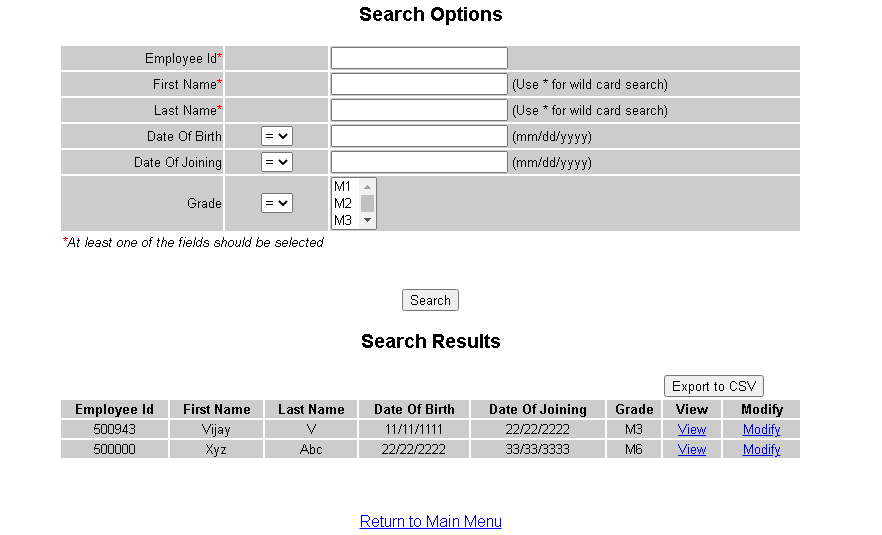 Search Options
Employee Id*
First Name* (Use * for wild card search)
Last Name* (Use * for wild card search)
Date Of Birth = (mm/dd/yyyy)
Date Of Joining = (mm/dd/yyyy)
Grade = M1
M2
M3
*At least one of the fields should be selected
Search
Search Results
Export to CSV
Employee Id First Name Last Name Date Of Birth Date Of Joining Grade View Modify
500943 Vijay V 11/11/1111 22/22/2222 M3 View Modify
500000 Xyz Abc 22/22/2222 33/33/3333 M6 View Modify
Return to Main Menu